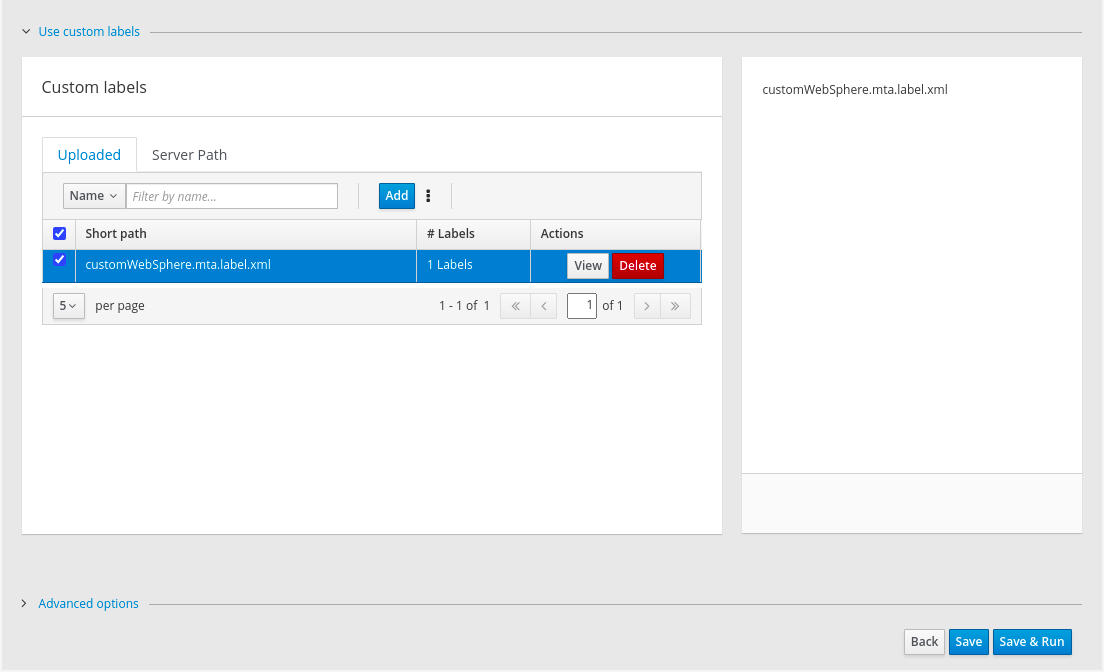 Use custom labels
Custom labels
customWebSphere.mta.label.xml
Uploaded Server Path
Name Filter by name... Add
Short path # Labels Actions
customWebSphere.mta.label.xml 1 Labels View Delete
5 per page 1 - 1 of 1 « ‹ 1 of 1 › »
Advanced options
Back Save Save & Run